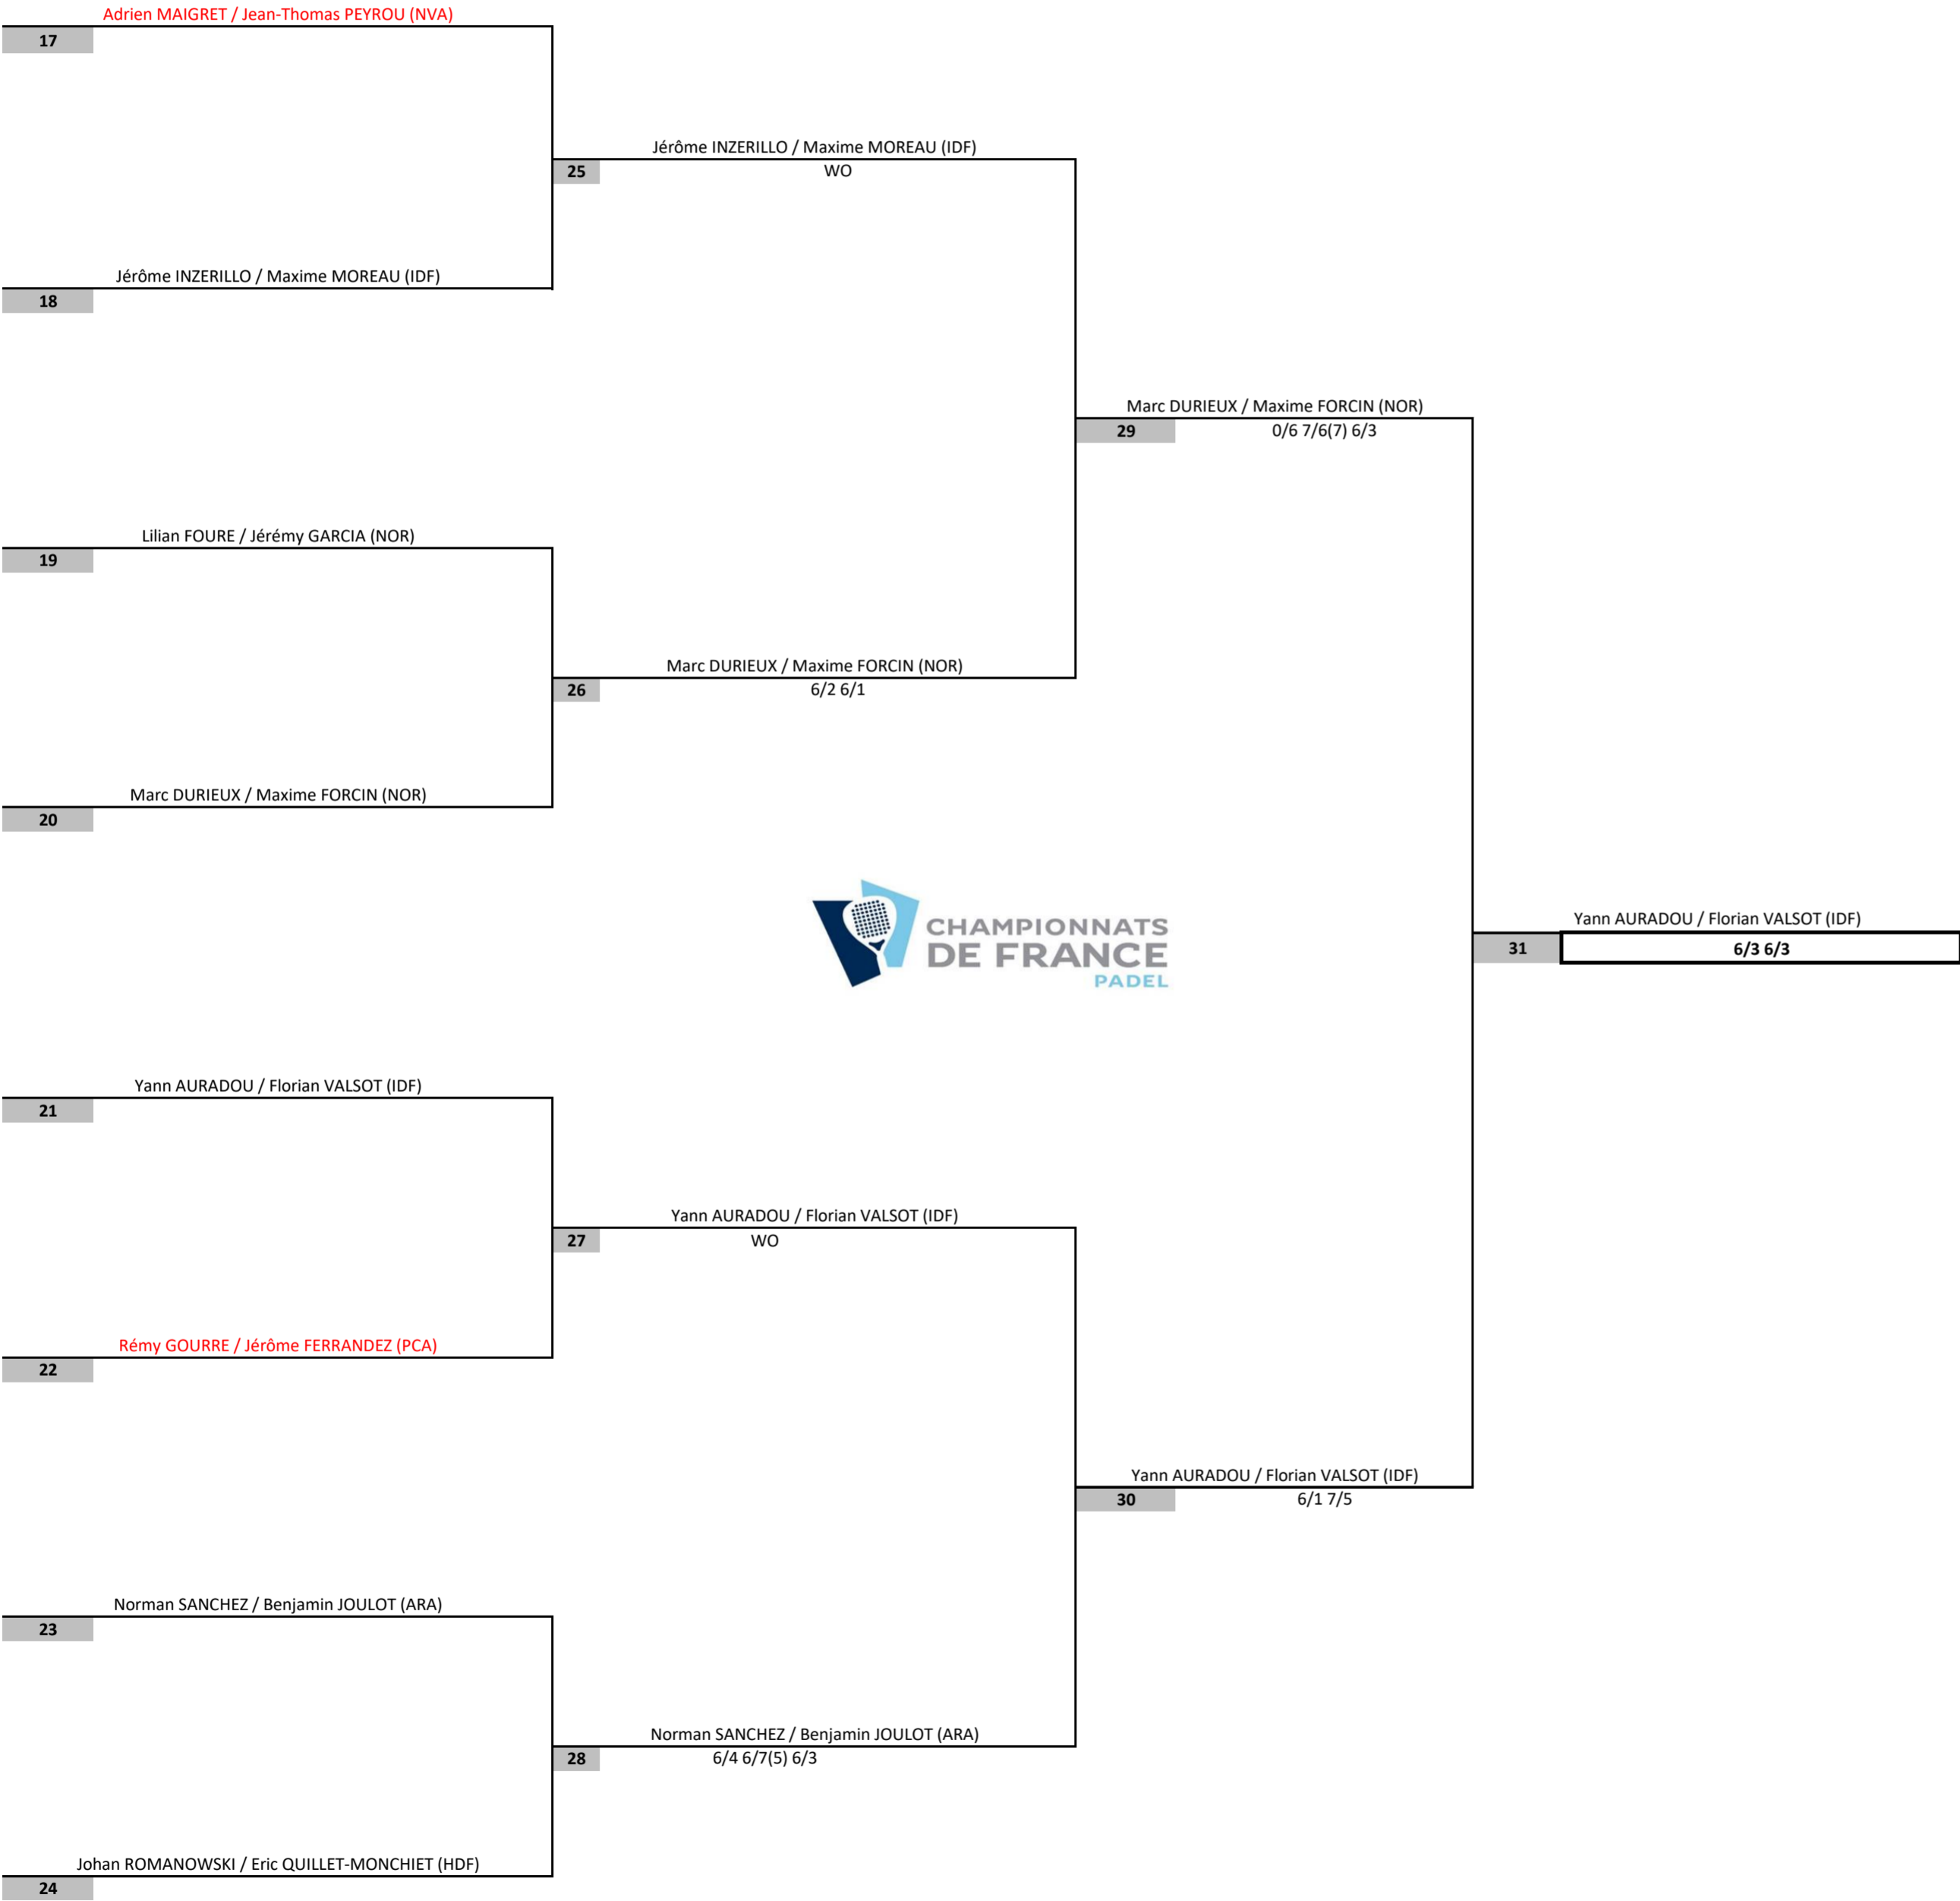 Adrien MAIGRET / Jean-Thomas PEYROU (NVA)
17
Jérôme INZERILLO / Maxime MOREAU (IDF)
25
WO
Jérôme INZERILLO / Maxime MOREAU (IDF)
18
Marc DURIEUX / Maxime FORCIN (NOR)
29
0/6 7/6(7) 6/3
Lilian FOURE / Jérémy GARCIA (NOR)
19
Marc DURIEUX / Maxime FORCIN (NOR)
26
6/2 6/1
Marc DURIEUX / Maxime FORCIN (NOR)
20
CHAMPIONNATS
DE FRANCE
PADEL
Yann AURADOU / Florian VALSOT (IDF)
31
6/3 6/3
Yann AURADOU / Florian VALSOT (IDF)
21
Yann AURADOU / Florian VALSOT (IDF)
27
WO
Rémy GOURRE / Jérôme FERRANDEZ (PCA)
22
Yann AURADOU / Florian VALSOT (IDF)
30
6/1 7/5
Norman SANCHEZ / Benjamin JOULOT (ARA)
23
Norman SANCHEZ / Benjamin JOULOT (ARA)
28
6/4 6/7(5) 6/3
Johan ROMANOWSKI / Eric QUILLET-MONCHIET (HDF)
24